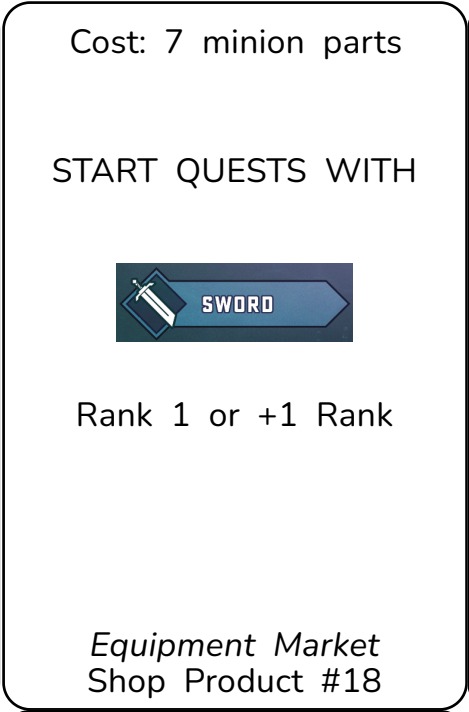 Cost: 7 minion parts
START QUESTS WITH
SWORD
Rank 1 or +1 Rank
Equipment Market
Shop Product #18